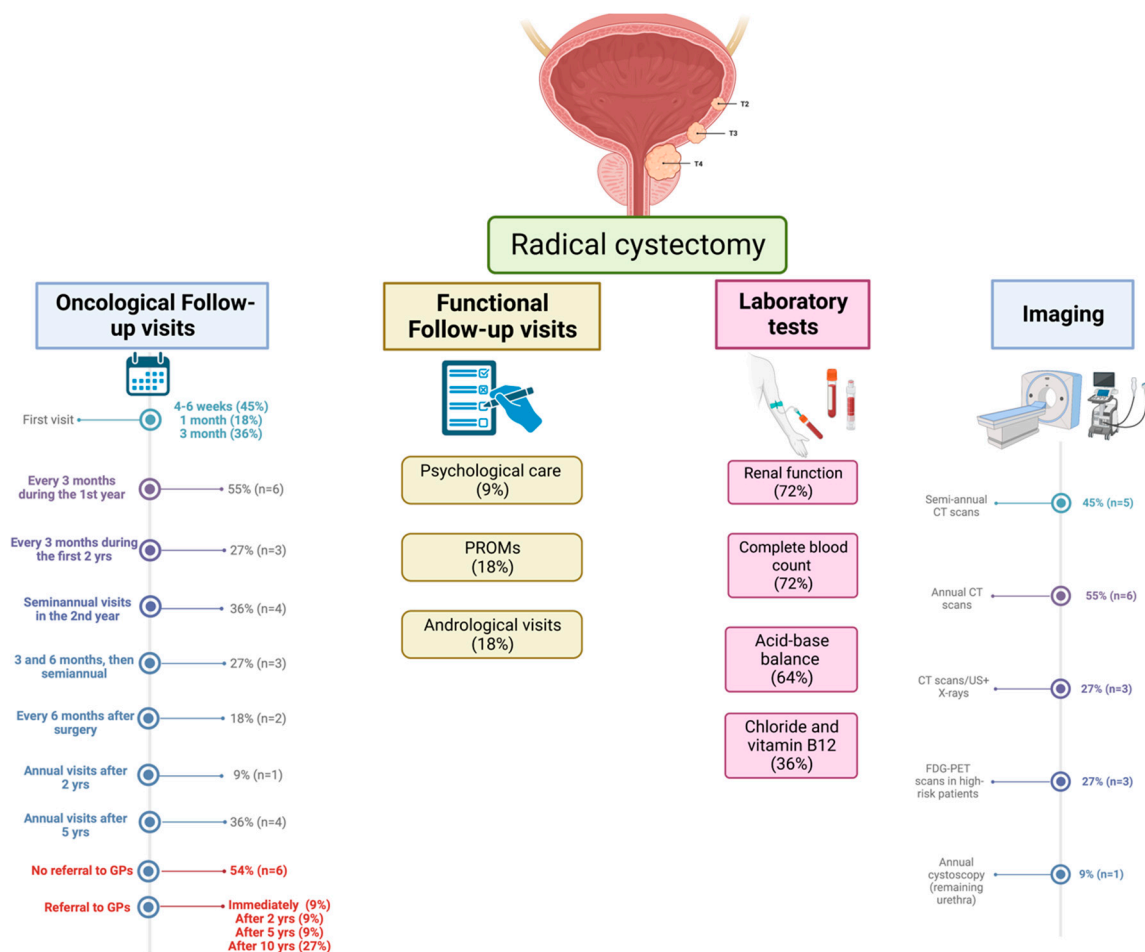 T2
T3
T4
Radical cystectomy
Oncological Follow-
up visits
First visit
4-6 weeks (45%)
1 month (18%)
3 month (36%)
Every 3 months
during the 1st year
55% (n=6)
Every 3 months during
the first 2 yrs
27% (n=3)
Seminannual visits
in the 2nd year
36% (n=4)
3 and 6 months, then
semiannual
27% (n=3)
Every 6 months after
surgery
18% (n=2)
Annual visits after
2 yrs
9% (n=1)
Annual visits after
5 yrs
36% (n=4)
No referral to GPs
54% (n=6)
Referral to GPs
Immediately (9%)
After 2 yrs (9%)
After 5 yrs (9%)
After 10 yrs (27%)
Functional
Follow-up visits
Psychological care
(9%)
PROMs
(18%)
Andrological visits
(18%)
Laboratory
tests
Renal function
(72%)
Complete blood
count
(72%)
Acid-base
balance
(64%)
Chloride and
vitamin B12
(36%)
Imaging
Semi-annual
CT scans
45% (n=5)
Annual CT
scans
55% (n=6)
CT scans/US+
X-rays
27% (n=3)
FDG-PET
scans in high-
risk patients
27% (n=3)
Annual
cystoscopy
(remaining
urethra)
9% (n=1)